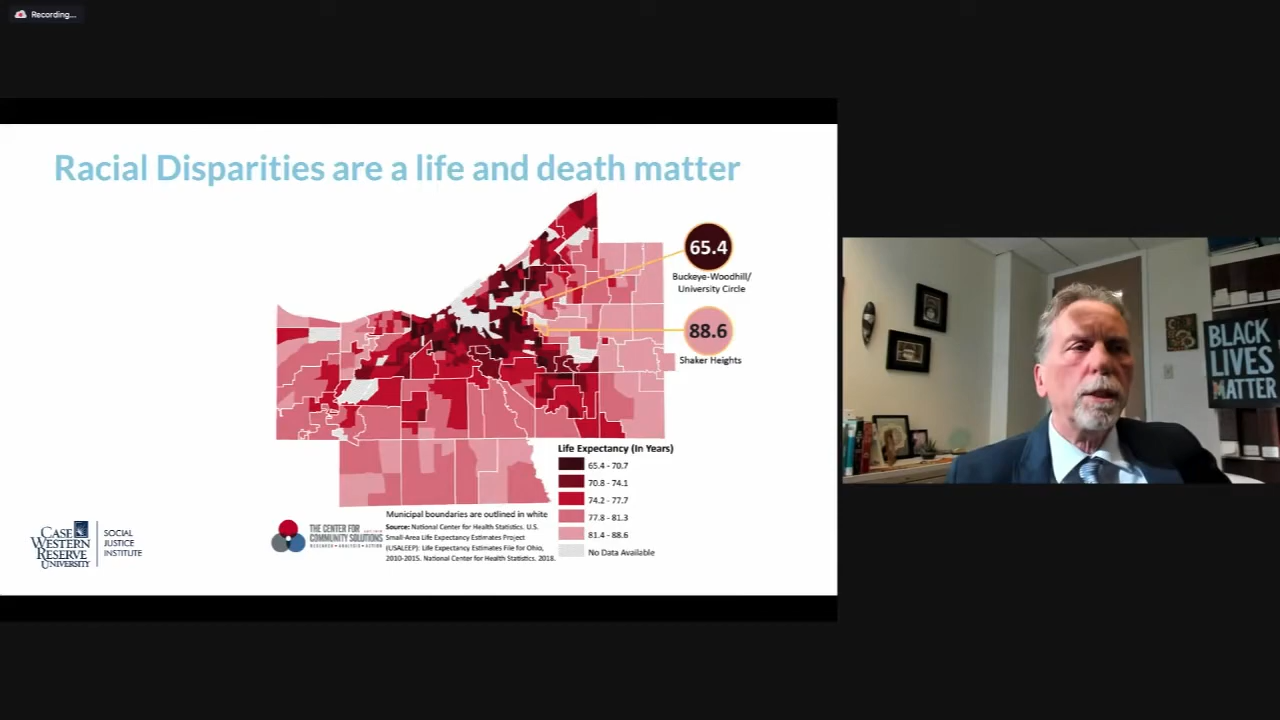 Recording...
Racial Disparities are a life and death matter
65.4
Buckeye-Woodhill/
University Circle
88.6
Shaker Heights
Life Expectancy (In Years)
65.4 - 70.7
70.8 - 74.1
74.2 - 77.7
77.8 - 81.3
81.4 - 88.6
No Data Available
Municipal boundaries are outlined in white
Source: National Center for Health Statistics. U.S.
Small-Area Life Expectancy Estimates Project
(USALEEP): Life Expectancy Estimates File for Ohio,
2010-2015. National Center for Health Statistics. 2018.
CASE
WESTERN
RESERVE
UNIVERSITY
SOCIAL
JUSTICE
INSTITUTE
THE CENTER FOR
COMMUNITY SOLUTIONS
RESEARCH • ANALYSIS • ACTION
BLACK
LIVES
MATTER